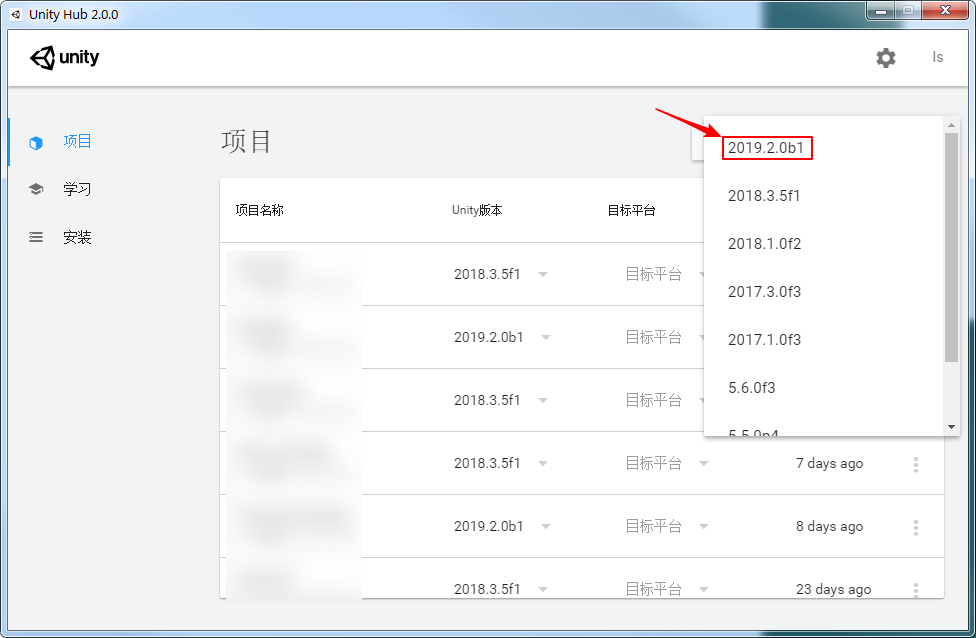 Unity Hub 2.0.0
unity
ls
项目
学习
安装
项目
项目名称 Unity版本 目标平台
2018.3.5f1 目标平台
2019.2.0b1 目标平台
2018.3.5f1 目标平台
2018.3.5f1 目标平台 7 days ago
2019.2.0b1 目标平台 8 days ago
2018.3.5f1 目标平台 23 days ago
2019.2.0b1
2018.3.5f1
2018.1.0f2
2017.3.0f3
2017.1.0f3
5.6.0f3
5.5.0p4